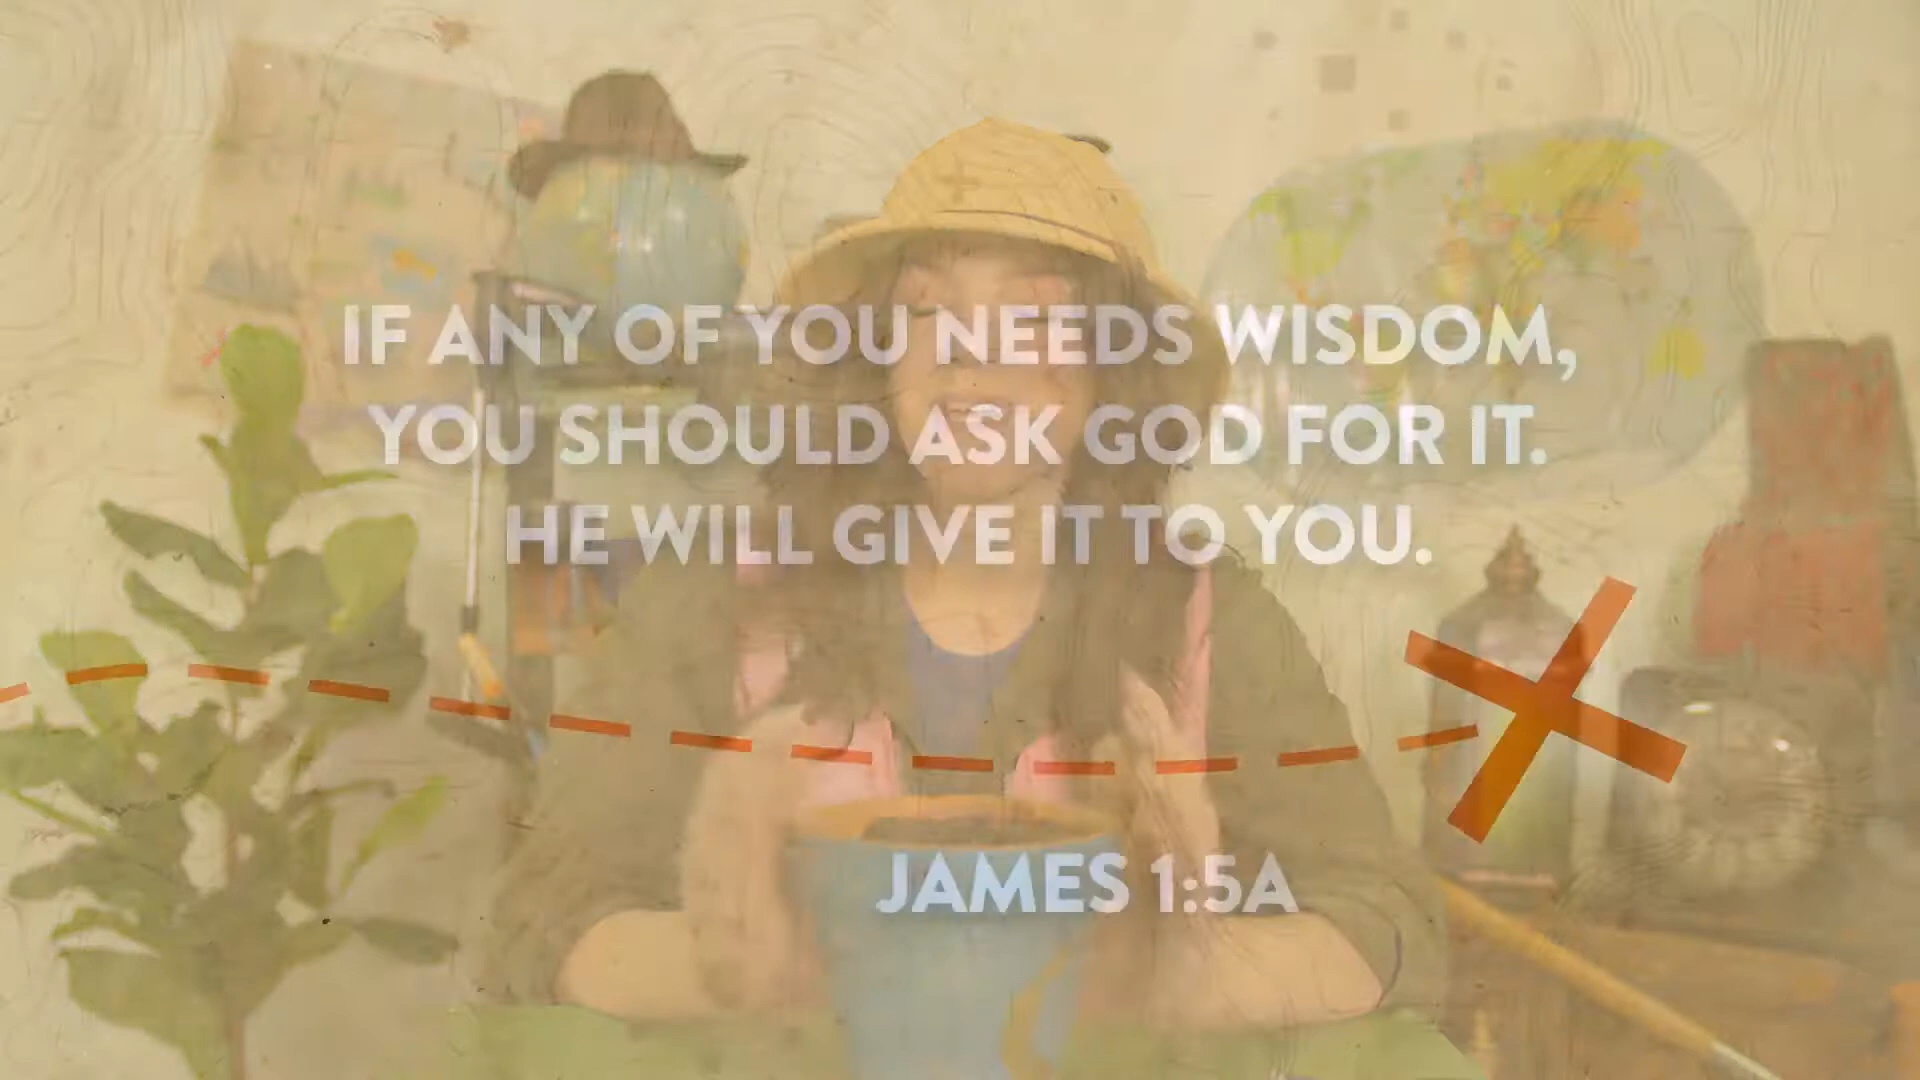 IF ANY OF YOU NEEDS WISDOM,
YOU SHOULD ASK GOD FOR IT.
HE WILL GIVE IT TO YOU.
JAMES 1:5A